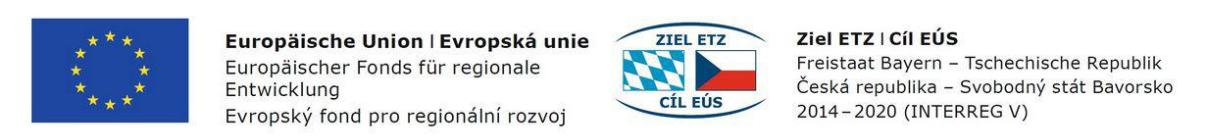 Europäische Union | Evropská unie
Europäischer Fonds für regionale
Entwicklung
Evropský fond pro regionální rozvoj
ZIEL ETZ
CÍL EÚS
Ziel ETZ | Cíl EÚS
Freistaat Bayern – Tschechische Republik
Česká republika – Svobodný stát Bavorsko
2014–2020 (INTERREG V)